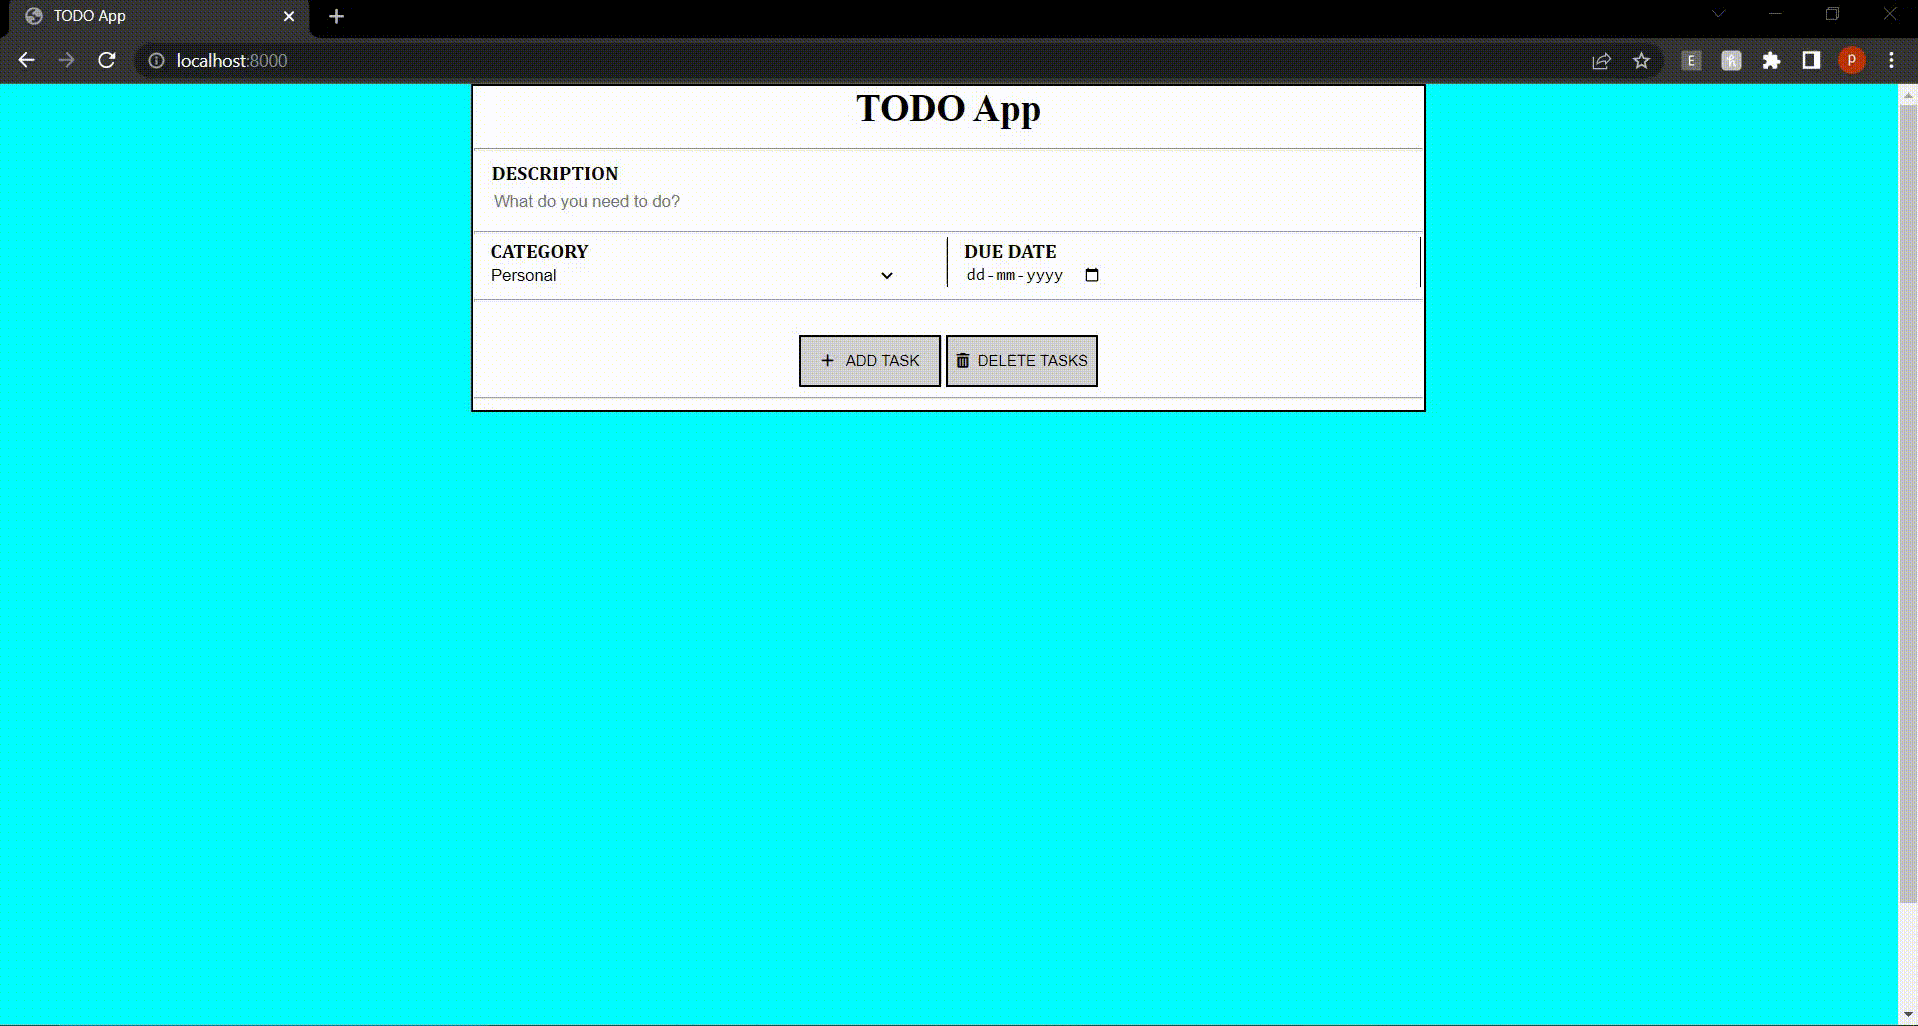 TODO App
localhost:8000
E
P
TODO App
DESCRIPTION
What do you need to do?
CATEGORY
Personal
DUE DATE
dd-mm-yyyy
ADD TASK
DELETE TASKS